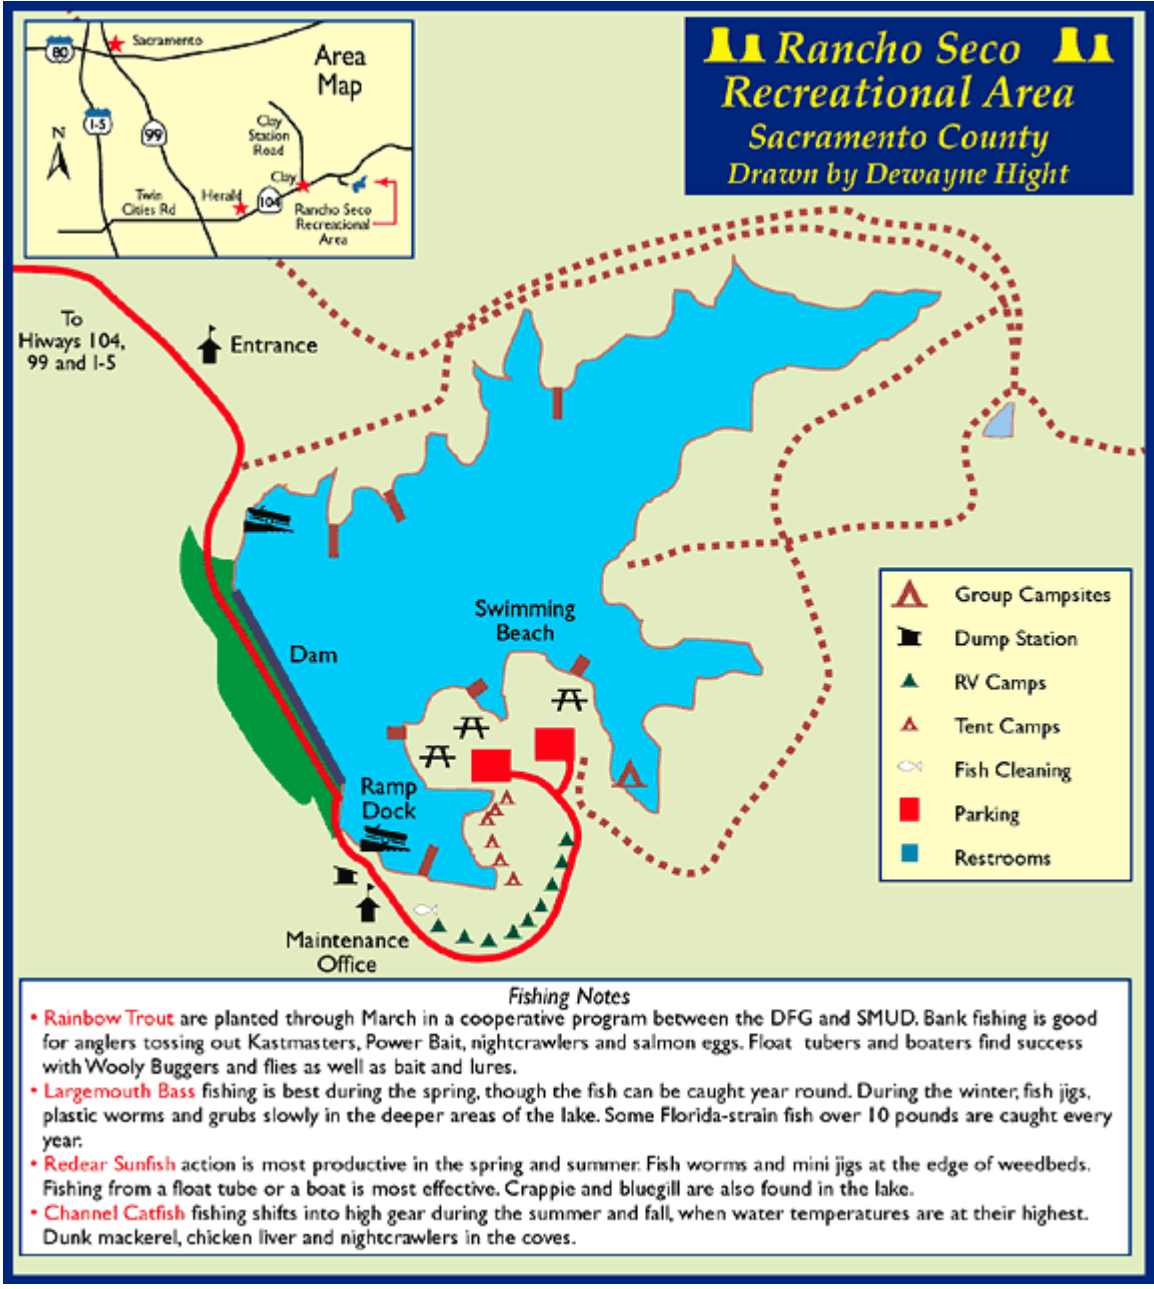 Rancho Seco
Recreational Area
Sacramento County
Drawn by Dewayne Hight
Area
Map
80
Sacramento
I-5
99
N
Clay
Station
Road
Clay
Herald
104
Twin
Cities Rd
Rancho Seco
Recreational
Area
To
Hiways 104,
99 and I-5
Entrance
Swimming
Beach
Dam
Ramp
Dock
Maintenance
Office
Group Campsites
Dump Station
RV Camps
Tent Camps
Fish Cleaning
Parking
Restrooms
Fishing Notes
• Rainbow Trout are planted through March in a cooperative program between the DFG and SMUD. Bank fishing is good
for anglers tossing out Kastmasters, Power Bait, nightcrawlers and salmon eggs. Float tubers and boaters find success
with Wooly Buggers and flies as well as bait and lures.
• Largemouth Bass fishing is best during the spring, though the fish can be caught year round. During the winter, fish jigs,
plastic worms and grubs slowly in the deeper areas of the lake. Some Florida-strain fish over 10 pounds are caught every
year.
• Redear Sunfish action is most productive in the spring and summer. Fish worms and mini jigs at the edge of weedbeds.
Fishing from a float tube or a boat is most effective. Crappie and bluegill are also found in the lake.
• Channel Catfish fishing shifts into high gear during the summer and fall, when water temperatures are at their highest.
Dunk mackerel, chicken liver and nightcrawlers in the coves.